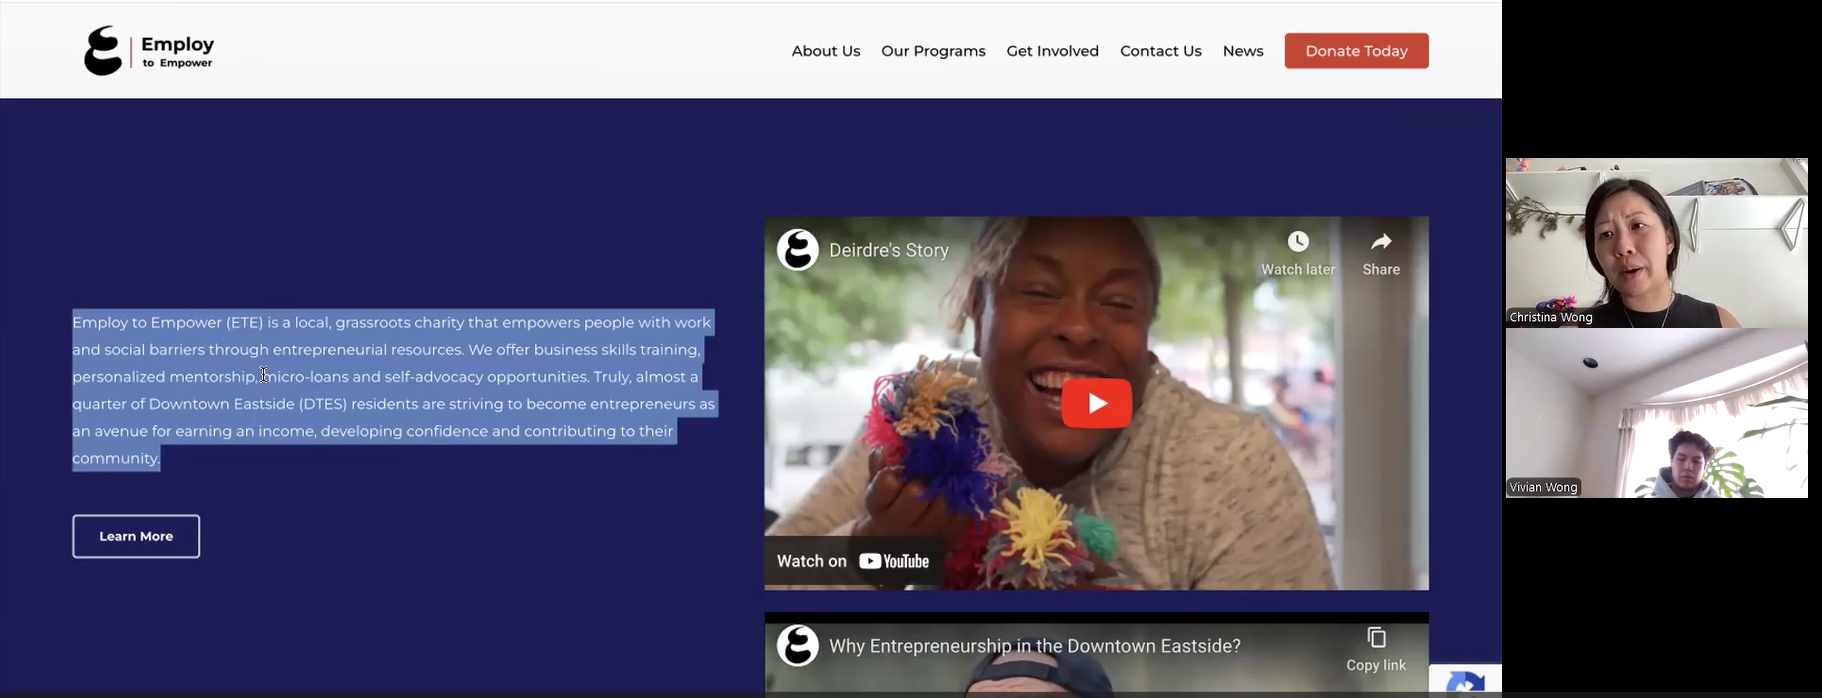 Employ
to Empower
About Us
Our Programs
Get Involved
Contact Us
News
Donate Today
Employ to Empower (ETE) is a local, grassroots charity that empowers people with work
and social barriers through entrepreneurial resources. We offer business skills training,
personalized mentorship, micro-loans and self-advocacy opportunities. Truly, almost a
quarter of Downtown Eastside (DTES) residents are striving to become entrepreneurs as
an avenue for earning an income, developing confidence and contributing to their
community.
Learn More
Deirdre's Story
Watch later
Share
Watch on YouTube
Why Entrepreneurship in the Downtown Eastside?
Copy link
Christina Wong
Vivian Wong